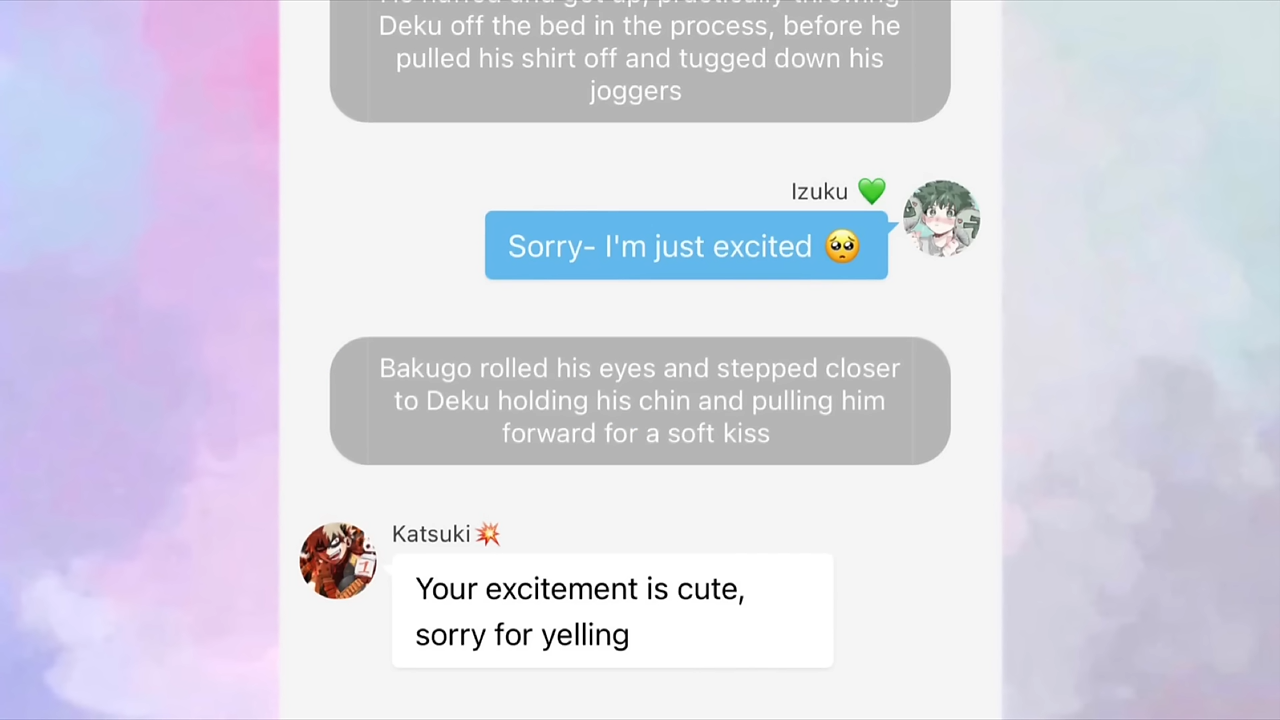 Deku off the bed in the process, before he
pulled his shirt off and tugged down his
joggers
Izuku 💚
Sorry- I'm just excited 🥺
Bakugo rolled his eyes and stepped closer
to Deku holding his chin and pulling him
forward for a soft kiss
Katsuki💥
Your excitement is cute,
sorry for yelling